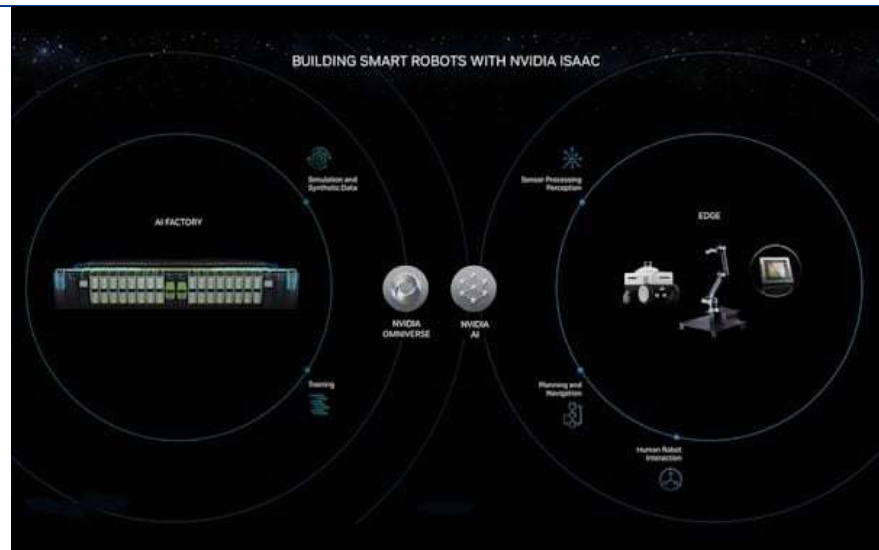 BUILDING SMART ROBOTS WITH NVIDIA ISAAC
Simulation and
Synthetic Data
Sensor Processing
Perception
AI FACTORY
EDGE
NVIDIA
OMNIVERSE
NVIDIA
AI
Training
Planning and
Navigation
Human Robot
Interaction